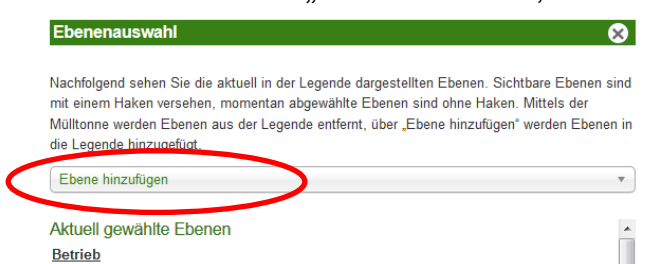 Ebenenauswahl
Nachfolgend sehen Sie die aktuell in der Legende dargestellten Ebenen. Sichtbare Ebenen sind
mit einem Haken versehen, momentan abgewählte Ebenen sind ohne Haken. Mittels der
Mülltonne werden Ebenen aus der Legende entfernt, über „Ebene hinzufügen“ werden Ebenen in
die Legende hinzugefügt.
Ebene hinzufügen
Aktuell gewählte Ebenen
Betrieb